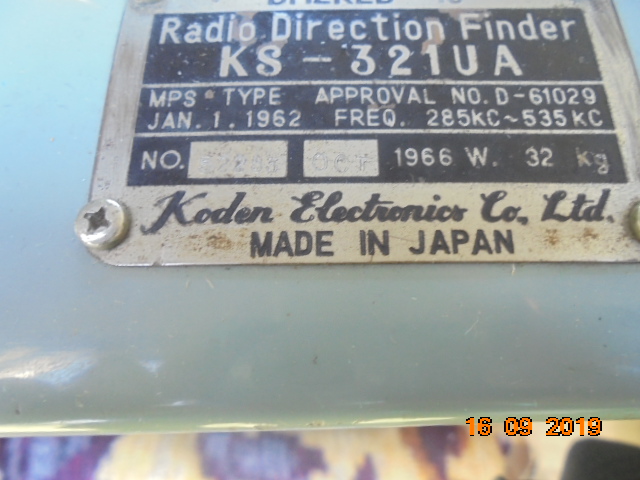 Radio Direction Finder
KS-321UA
MPS TYPE APPROVAL NO. D-61029
JAN. 1. 1962 FREQ. 285KC~535KC
NO. OCT 1966 W. 32 Kg
Koden Electronics Co., Ltd.
MADE IN JAPAN
16 09 2019